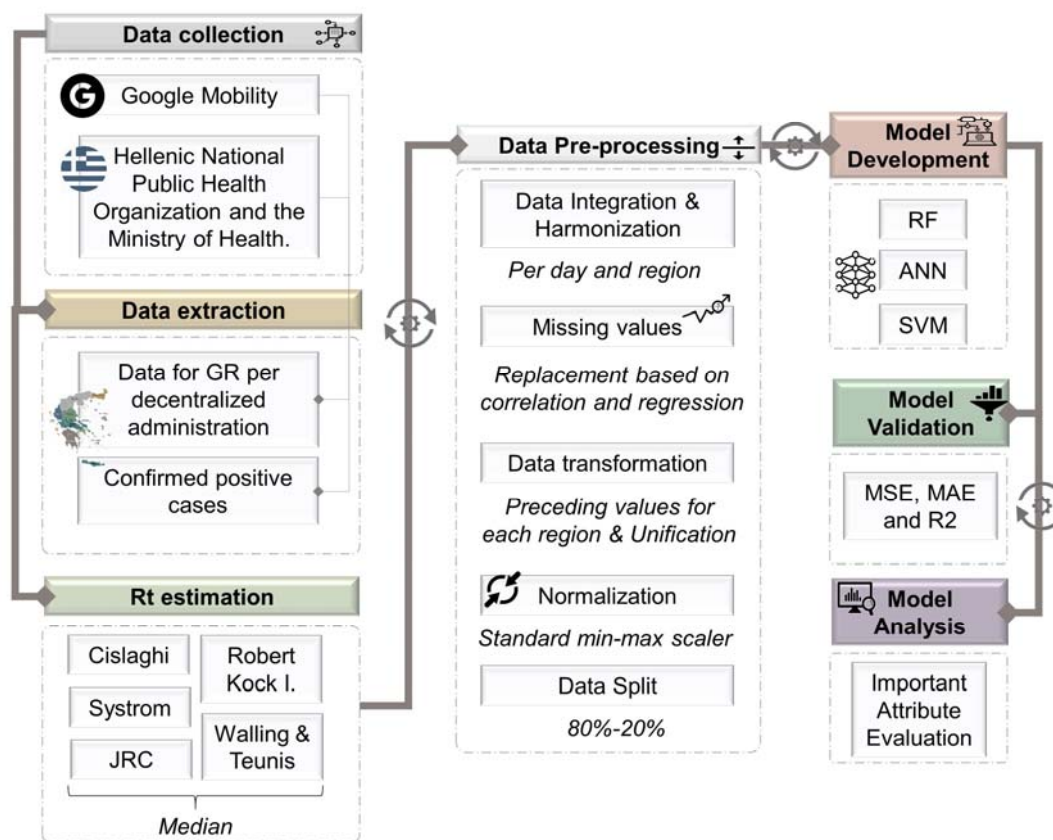 Data collection
Google Mobility
Hellenic National
Public Health
Organization and the
Ministry of Health.
Data extraction
Data for GR per
decentralized
administration
Confirmed positive
cases
Rt estimation
Cislaghi
Systrom
JRC
Robert
Kock I.
Walling &
Teunis
Median
Data Pre-processing
Data Integration &
Harmonization
Per day and region
Missing values
Replacement based on
correlation and regression
Data transformation
Preceding values for
each region & Unification
Normalization
Standard min-max scaler
Data Split
80%-20%
Model
Development
RF
ANN
SVM
Model
Validation
MSE, MAE
and R2
Model
Analysis
Important
Attribute
Evaluation